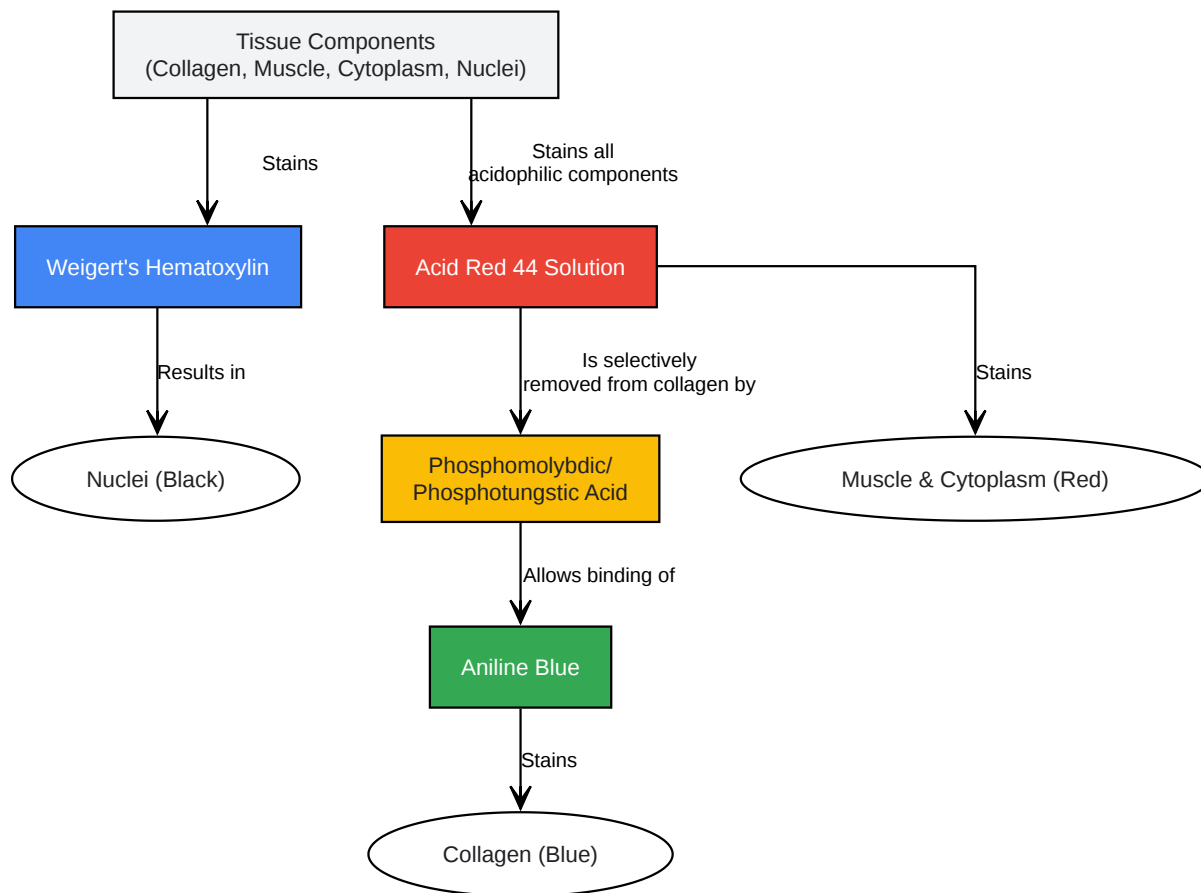 Tissue Components
(Collagen, Muscle, Cytoplasm, Nuclei)
Stains
Stains all
acidophilic components
Weigert's Hematoxylin
Acid Red 44 Solution
Results in
Is selectively
removed from collagen by
Stains
Nuclei (Black)
Phosphomolybdic/
Phosphotungstic Acid
Muscle & Cytoplasm (Red)
Allows binding of
Aniline Blue
Stains
Collagen (Blue)